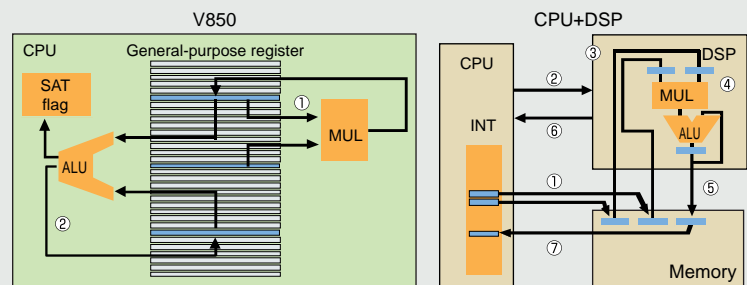 V850
CPU
General-purpose register
SAT
flag
①
MUL
ALU
②
CPU+DSP
CPU
INT
②
⑥
①
⑦
③
DSP
④
MUL
ALU
⑤
Memory